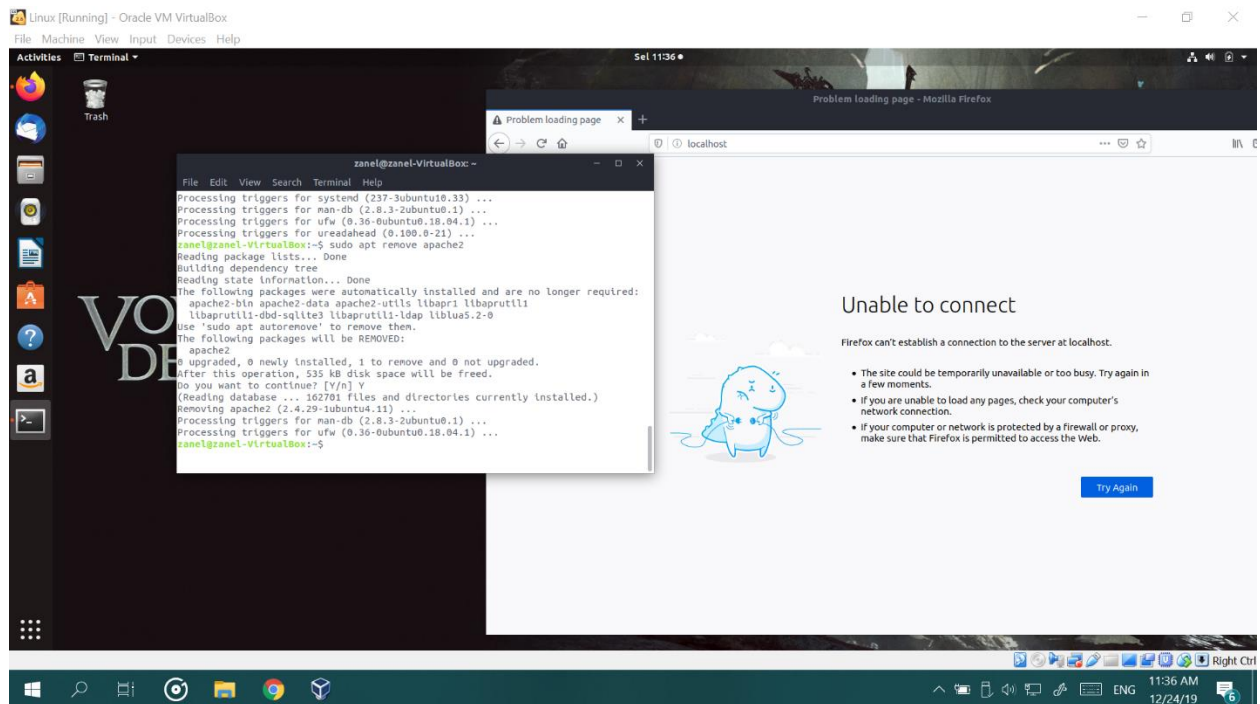 Linux [Running] - Oracle VM VirtualBox
File Machine View Input Devices Help
Activities Terminal Sel 11:36
Trash
Problem loading page - Mozilla Firefox
Problem loading page
localhost
zanel@zanel-VirtualBox: ~
File Edit View Search Terminal Help
Processing triggers for systemd (237-3ubuntu10.33) ...
Processing triggers for man-db (2.8.3-2ubuntu0.1) ...
Processing triggers for ufw (0.36-0ubuntu0.18.04.1) ...
Processing triggers for ureadahead (0.100.0-21) ...
zanel@zanel-VirtualBox:~$ sudo apt remove apache2
Reading package lists... Done
Building dependency tree
Reading state information... Done
The following packages were automatically installed and are no longer required:
apache2-bin apache2-data apache2-utils libapr1 libaprutil1
libaprutil1-dbd-sqlite3 libaprutil1-ldap liblua5.2-0
Use 'sudo apt autoremove' to remove them.
The following packages will be REMOVED:
apache2
0 upgraded, 0 newly installed, 1 to remove and 0 not upgraded.
After this operation, 535 kB disk space will be freed.
Do you want to continue? [Y/n] Y
(Reading database ... 162701 files and directories currently installed.)
Removing apache2 (2.4.29-1ubuntu4.11) ...
Processing triggers for man-db (2.8.3-2ubuntu0.1) ...
Processing triggers for ufw (0.36-0ubuntu0.18.04.1) ...
zanel@zanel-VirtualBox:~$
Unable to connect
Firefox can't establish a connection to the server at localhost.
• The site could be temporarily unavailable or too busy. Try again in
a few moments.
• If you are unable to load any pages, check your computer's
network connection.
• If your computer or network is protected by a firewall or proxy,
make sure that Firefox is permitted to access the Web.
Try Again
Right Ctrl
ENG
11:36 AM
12/24/19
6